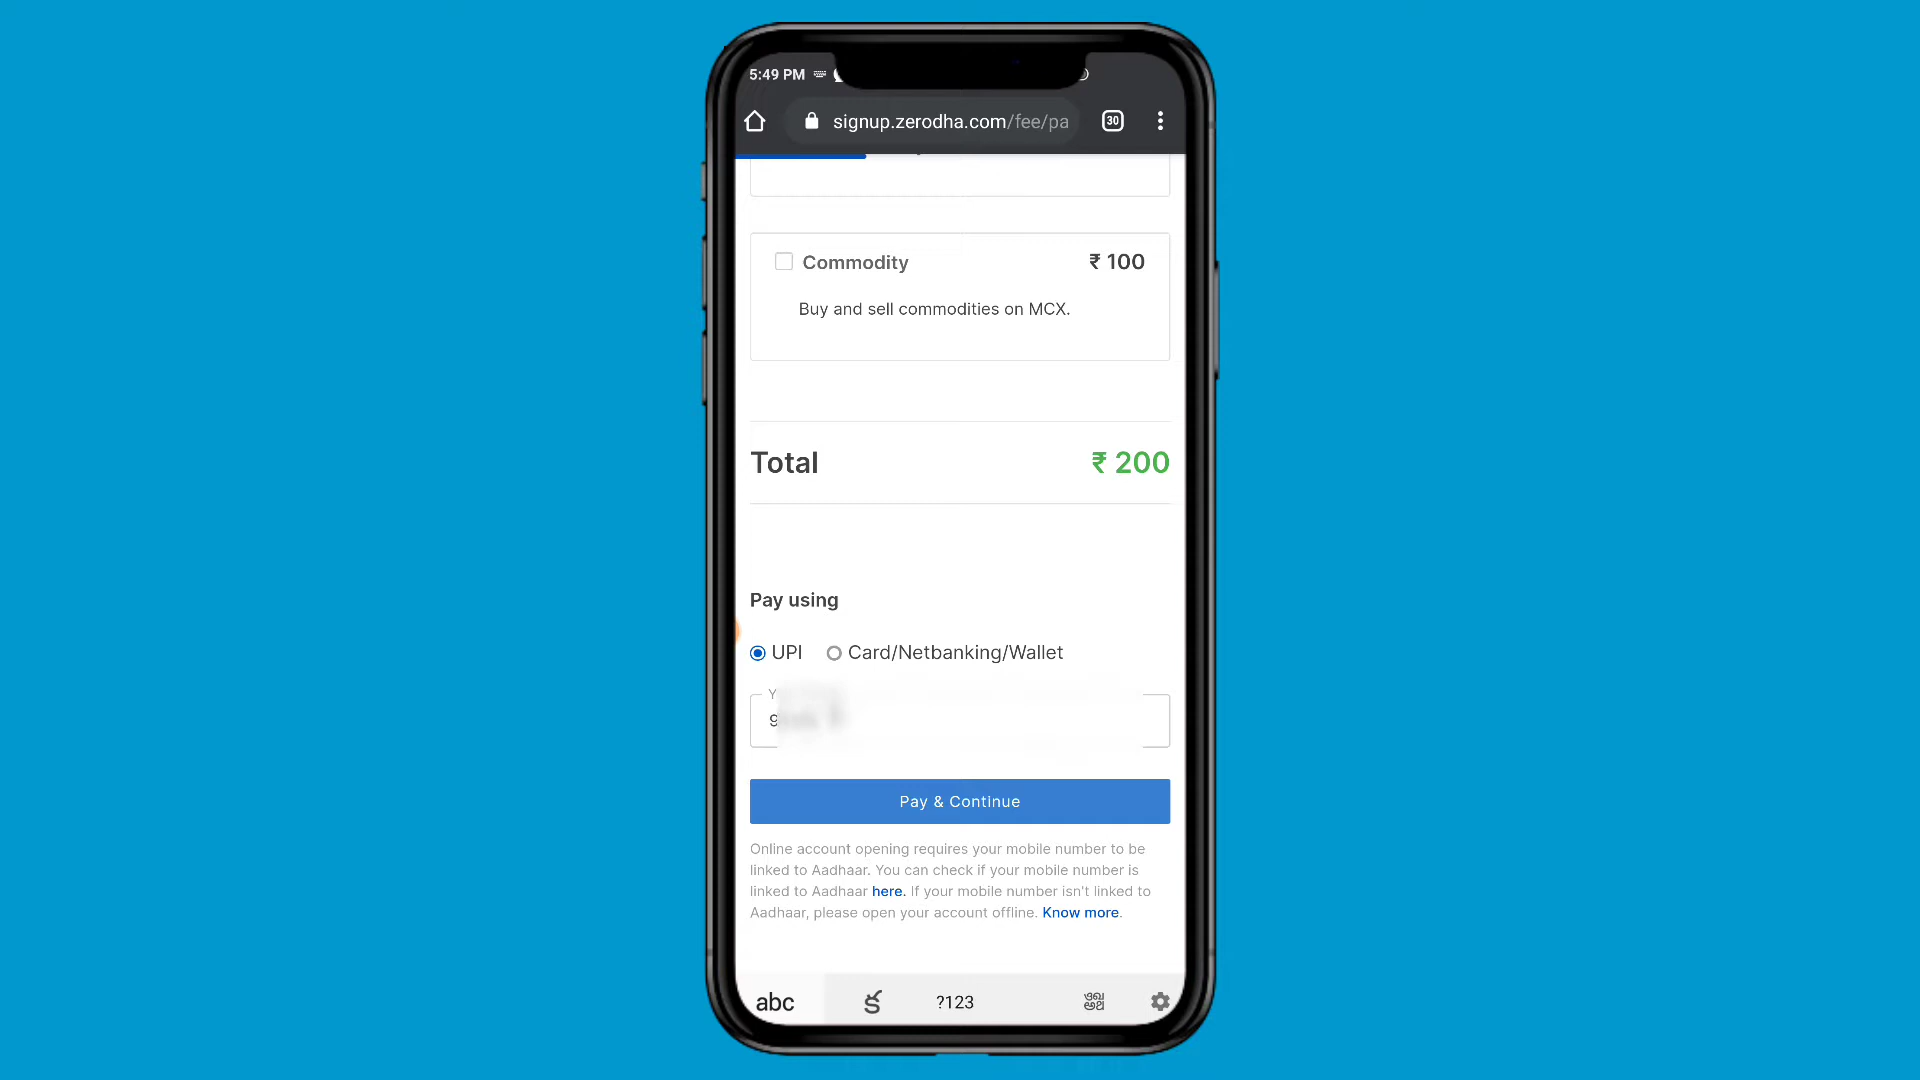 5:49 PM
signup.zerodha.com/fee/pa
30
Commodity
₹ 100
Buy and sell commodities on MCX.
Total
₹ 200
Pay using
UPI
Card/Netbanking/Wallet
Pay & Continue
Online account opening requires your mobile number to be
linked to Aadhaar. You can check if your mobile number is
linked to Aadhaar here. If your mobile number isn't linked to
Aadhaar, please open your account offline. Know more.
abc
?123